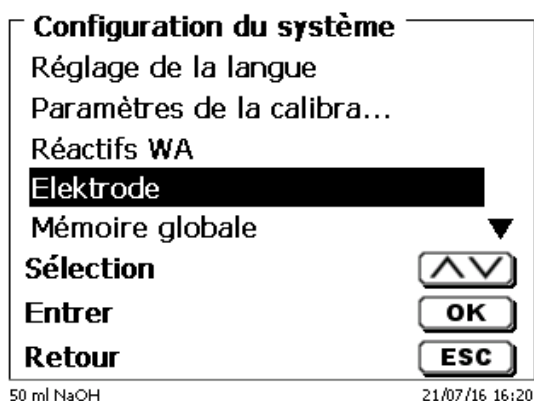 Configuration du système
Réglage de la langue
Paramètres de la calibra...
Réactifs WA
Elektrode
Mémoire globale
Sélection
Entrer OK
Retour ESC
50 ml NaOH 21/07/16 16:20